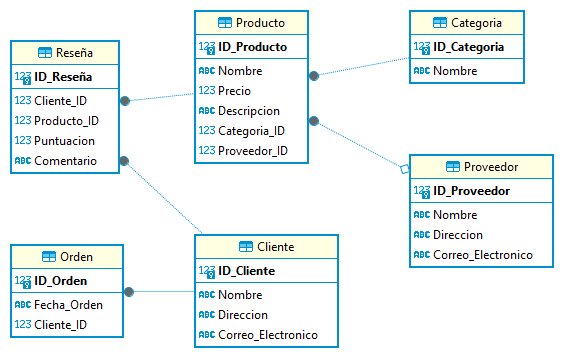 Reseña
123 ID_Reseña
123 Cliente_ID
123 Producto_ID
123 Puntuacion
ABC Comentario
Producto
123 ID_Producto
ABC Nombre
123 Precio
ABC Descripcion
123 Categoria_ID
123 Proveedor_ID
Categoria
123 ID_Categoria
ABC Nombre
Proveedor
123 ID_Proveedor
ABC Nombre
ABC Direccion
ABC Correo_Electronico
Orden
123 ID_Orden
ABC Fecha_Orden
123 Cliente_ID
Cliente
123 ID_Cliente
ABC Nombre
ABC Direccion
ABC Correo_Electronico